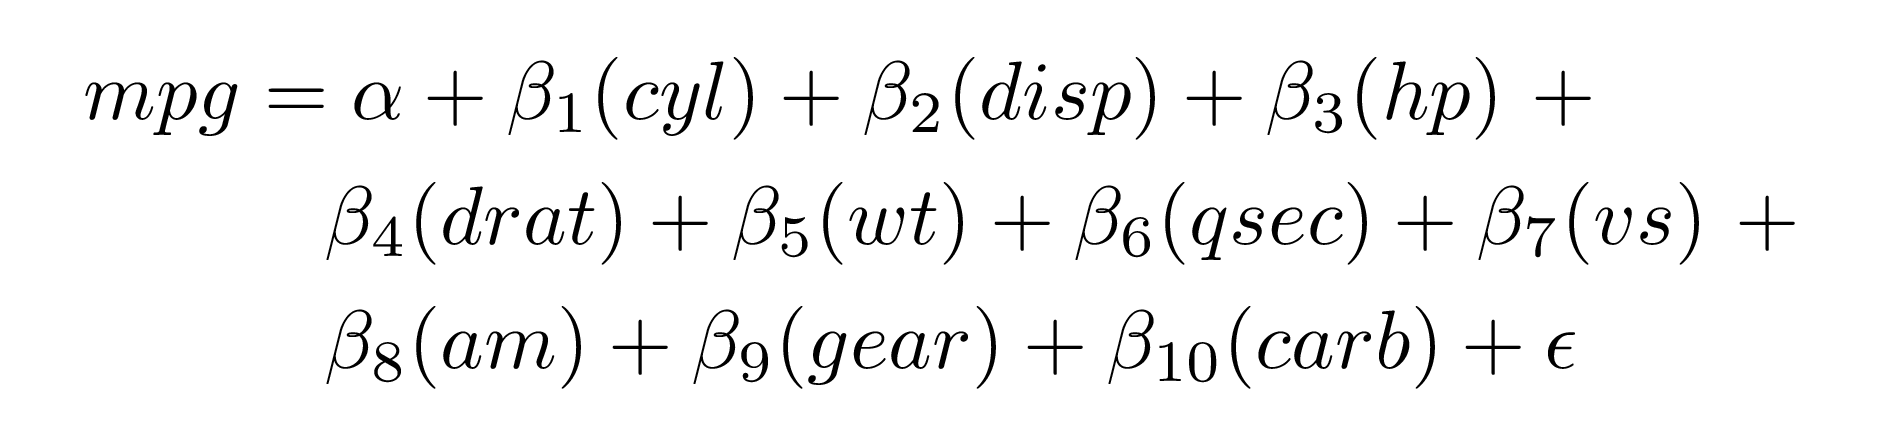 mpg = α + β₁(cyl) + β₂(disp) + β₃(hp) +
β₄(drat) + β₅(wt) + β₆(qsec) + β₇(vs) +
β₈(am) + β₉(gear) + β₁₀(carb) + ϵ